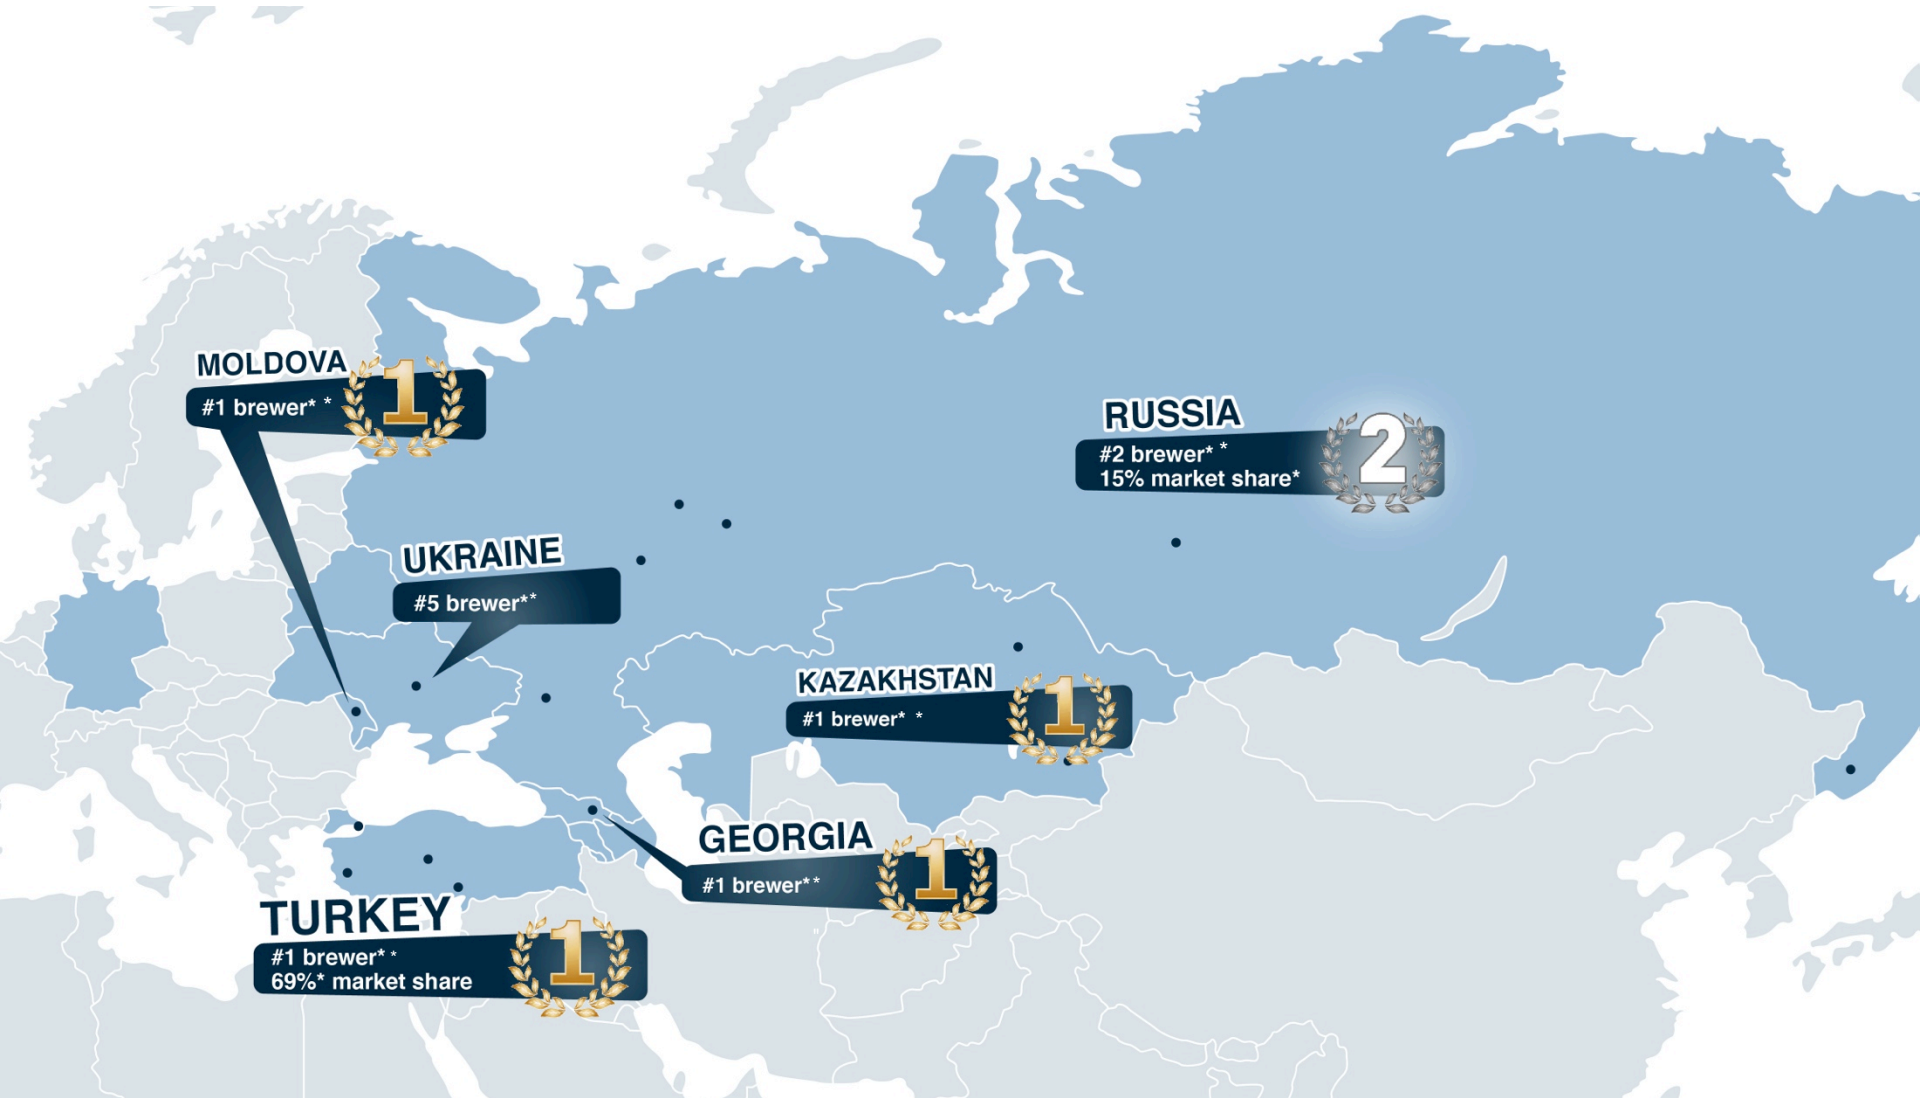 MOLDOVA
#1 brewer* *
1
RUSSIA
#2 brewer* *
15% market share*
2
UKRAINE
#5 brewer**
KAZAKHSTAN
#1 brewer* *
1
GEORGIA
#1 brewer**
1
TURKEY
#1 brewer* *
69%* market share
1